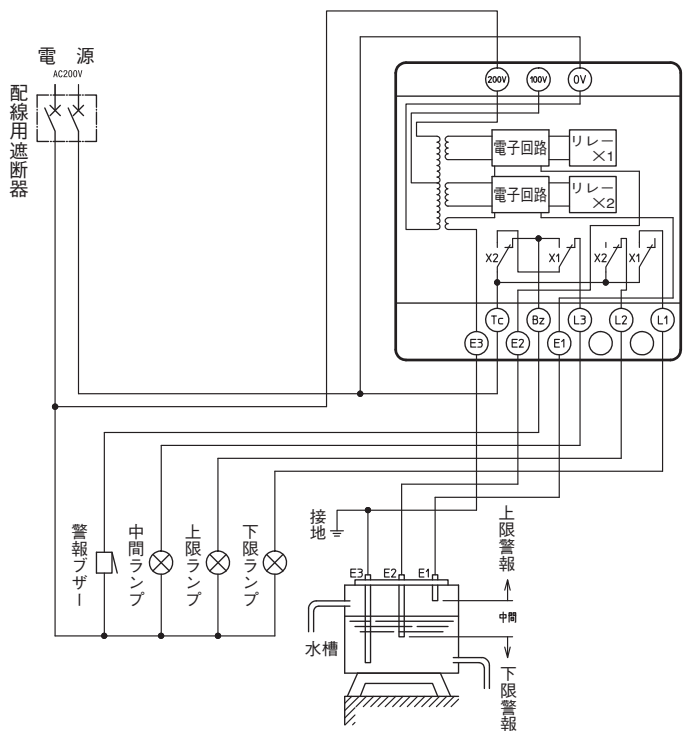 電 源
AC200V
配線用遮断器
200V
100V
0V
電子回路
リレー
×1
電子回路
リレー
×2
X2
X1
X2
X1
Tc
Bz
L3
L2
L1
E3
E2
E1
警報ブザー
中間ランプ
上限ランプ
下限ランプ
接地
E3
E2
E1
上限警報
中間
下限警報
水槽